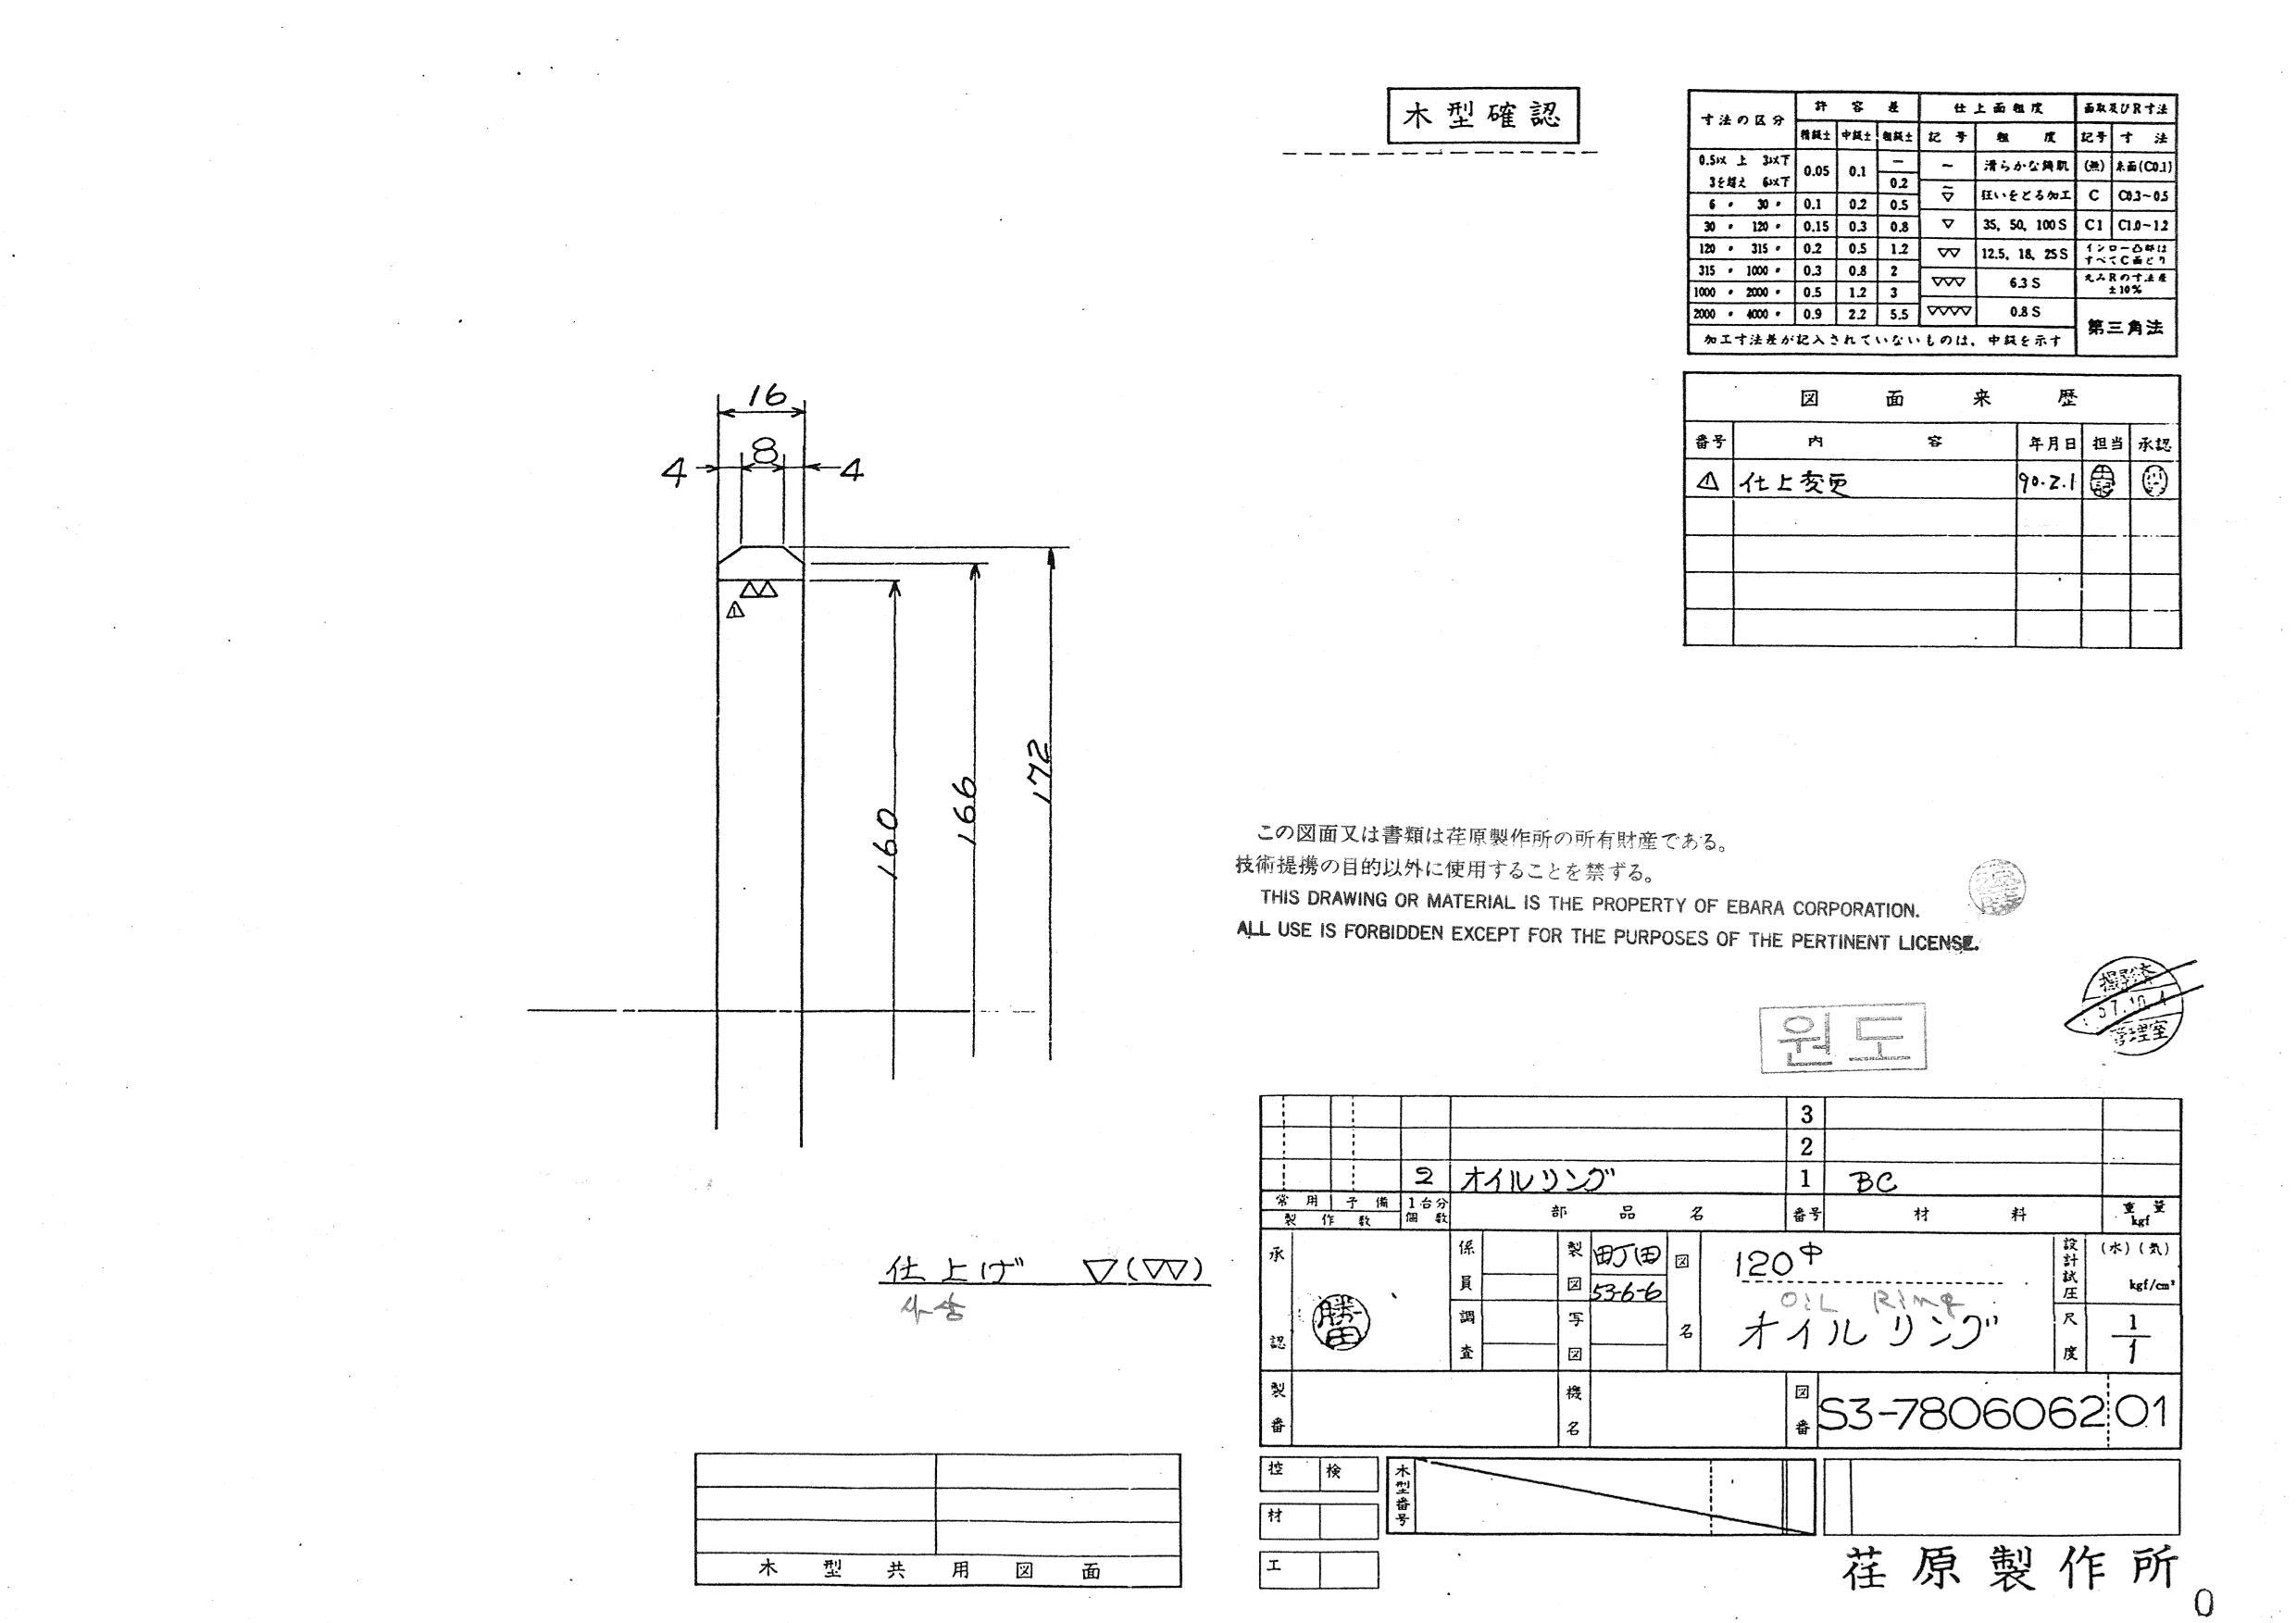 木型確認
寸法の区分 許容差 仕上面粗度 面取及びR寸法
精級± 中級± 粗級± 記号 粗度 記号 寸法
0.5以上 3以下 0.05 0.1 — ~ 滑らかな鋳肌 (無) 糸面(C0.1)
3を超え 6以下 0.2 狂いをとる加工 C C0.3~0.5
6 〃 30 〃 0.1 0.2 0.5
30 〃 120 〃 0.15 0.3 0.8 ▽ 35, 50, 100S C1 C1.0~1.2
120 〃 315 〃 0.2 0.5 1.2 ▽▽ 12.5, 18, 25S インロー凸部はすべてC面とり
315 〃 1000 〃 0.3 0.8 2 ▽▽▽ 6.3S 丸みRの寸法差±10%
1000 〃 2000 〃 0.5 1.2 3
2000 〃 4000 〃 0.9 2.2 5.5 ▽▽▽▽ 0.8S 第三角法
加工寸法差が記入されていないものは、中級を示す
図面来歴
番号 内容 年月日 担当 承認
1 仕上変更 90.2.1
16
8
4 4
1
160
166
172
この図面又は書類は荏原製作所の所有財産である。
技術提携の目的以外に使用することを禁ずる。
THIS DRAWING OR MATERIAL IS THE PROPERTY OF EBARA CORPORATION.
ALL USE IS FORBIDDEN EXCEPT FOR THE PURPOSES OF THE PERTINENT LICENSE.
管理室
원도
3
2
2 オイルリング 1 BC
常用 予備 1台分
製作数 個数 部品名 番号 材料 重量 kgf
仕上げ ▽(▽▽)
사상
承認 勝田 係員 調査 製図 町田 53-6-6 写図 図名
120中
OIL Ring
オイルリング
設計試圧 (水)(気) kgf/cm²
尺度 1/1
製番 機名 図番 S3-7806062 01
控 検 木型番号
材
工
木型共用図面
荏原製作所
0